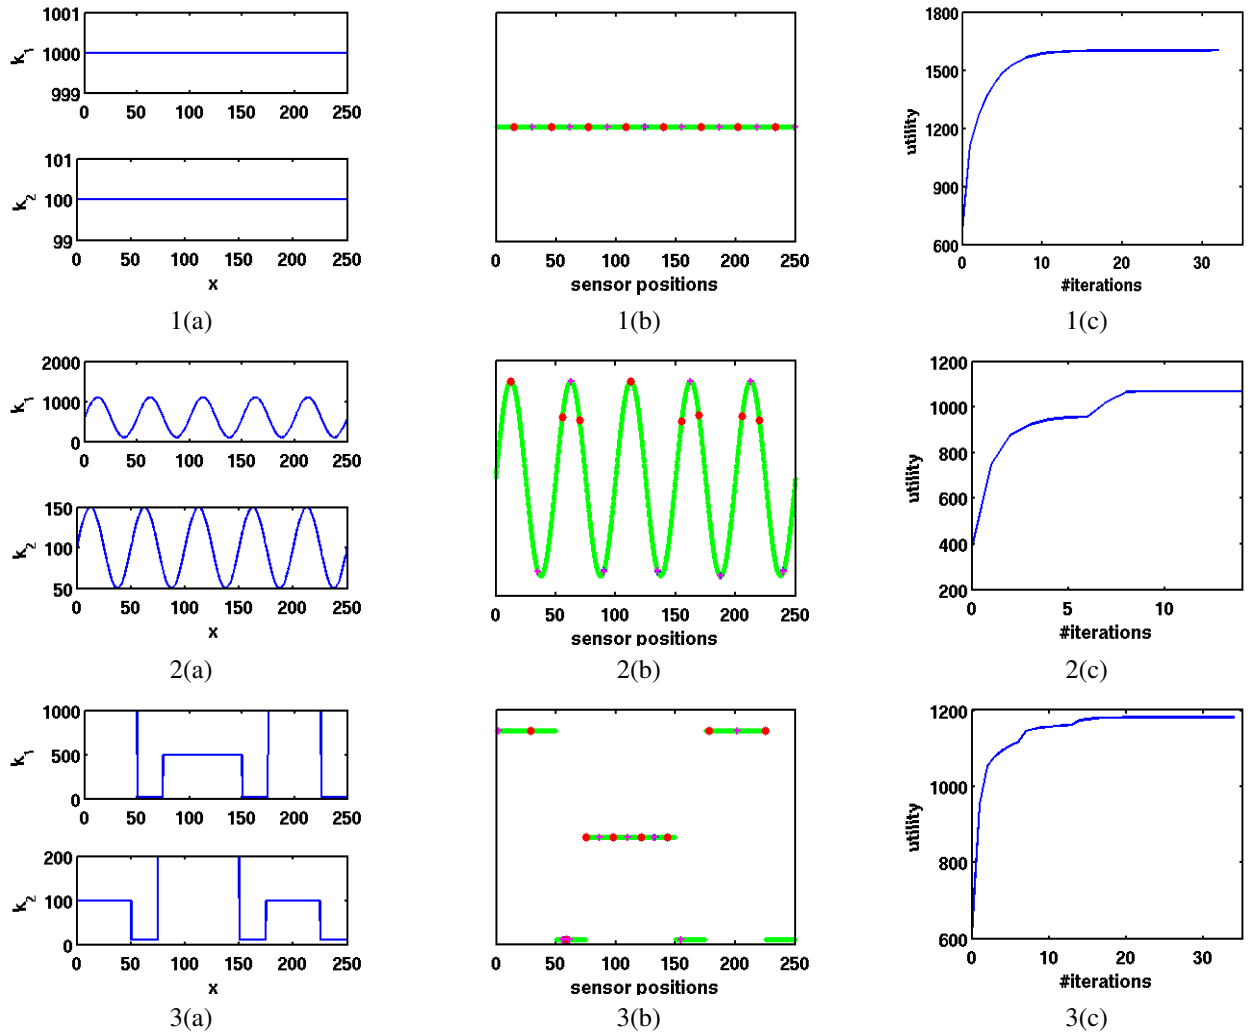 1001
k₁ 1000
999
0 50 100 150 200 250
101
k₂ 100
99
0 50 100 150 200 250
x
1(a)
0 50 100 150 200 250
sensor positions
1(b)
1800
1500
utility
1200
900
600
0 10 20 30
#iterations
1(c)
2000
k₁ 1000
0
0 50 100 150 200 250
150
k₂ 100
50
0 50 100 150 200 250
x
2(a)
0 50 100 150 200 250
sensor positions
2(b)
1200
1000
utility
800
600
400
200
0 5 10
#iterations
2(c)
1000
k₁ 500
0
0 50 100 150 200 250
200
k₂ 100
0
0 50 100 150 200 250
x
3(a)
0 50 100 150 200 250
sensor positions
3(b)
1200
1000
utility
800
600
0 10 20 30
#iterations
3(c)